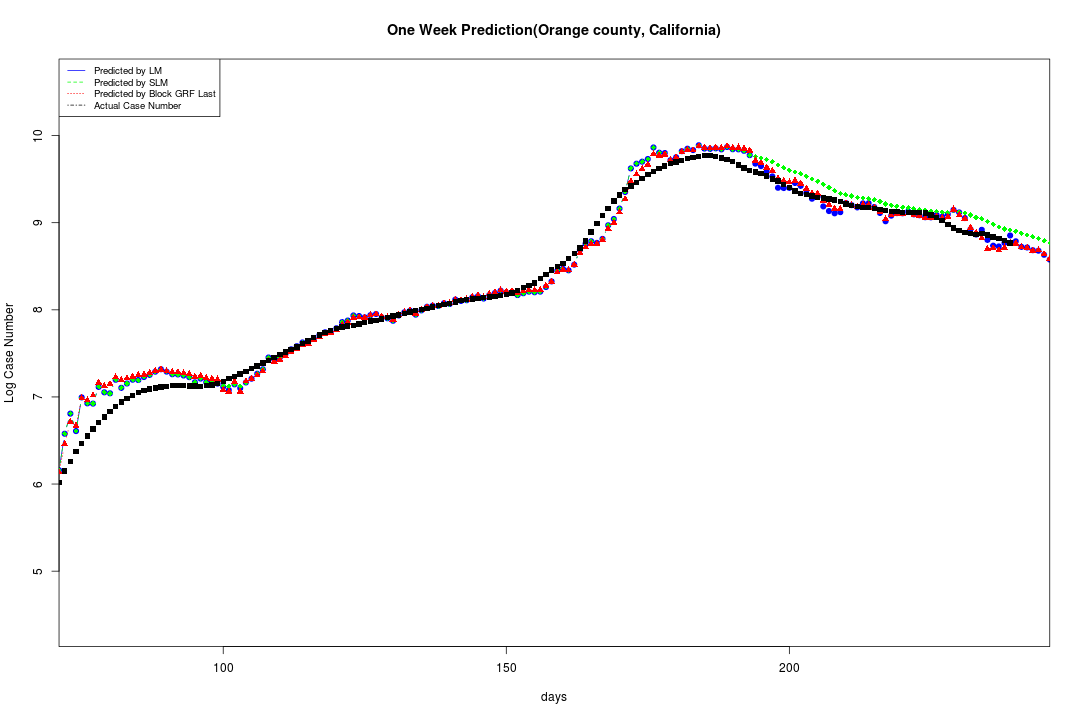 One Week Prediction(Orange county, California)
Predicted by LM
Predicted by SLM
Predicted by Block GRF Last
Actual Case Number
10
9
8
7
6
5
Log Case Number
100 150 200
days